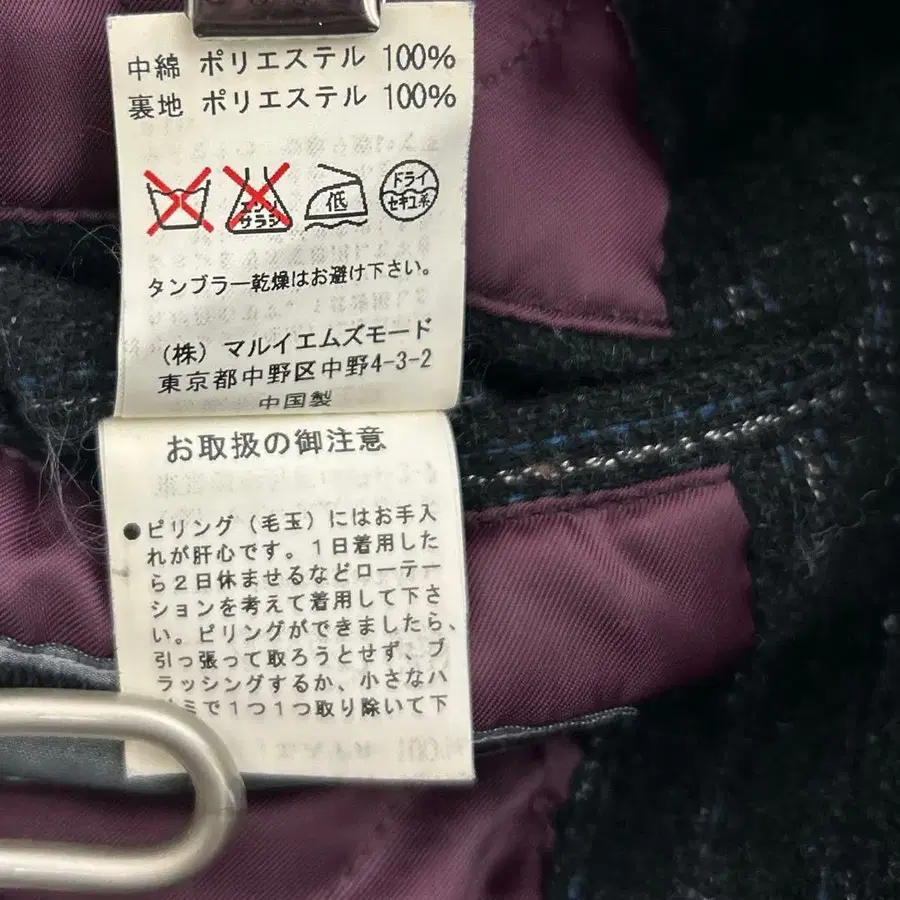 中綿 ポリエステル 100%
裏地 ポリエステル 100%
エンソ サラシ
低
ドライ セキユ系
タンブラー乾燥はお避け下さい。
(株) マルイエムズモード
東京都中野区中野4-3-2
中国製
お取扱の御注意
●ピリング(毛玉)にはお手入
れが肝心です。1日着用した
ら2日休ませるなどローテー
ションを考えて着用して下さ
い。ピリングができましたら、
引っ張って取ろうとせず、ブ
ラッシングするか、小さなハ
サミで1つ1つ取り除いて下